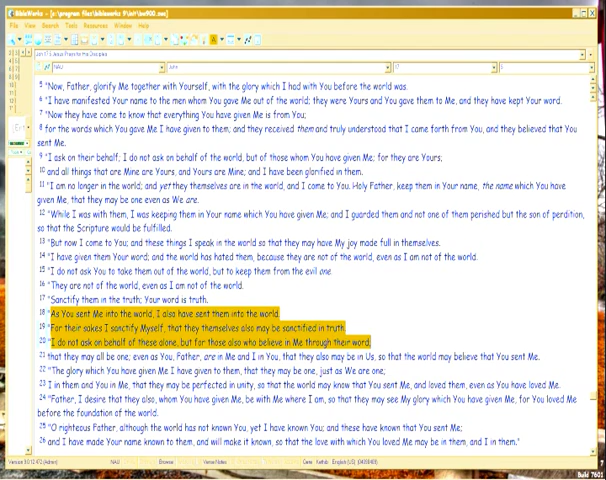 BibleWorks - [c:\program files\bibleworks 9\init\bw900.swc]
File View Search Tools Resources Window Help
John 17:6 Jesus Prays for His Disciples
NAU John 17 6
5 "Now, Father, glorify Me together with Yourself, with the glory which I had with You before the world was.
6 "I have manifested Your name to the men whom You gave Me out of the world; they were Yours and You gave them to Me, and they have kept Your word.
7 "Now they have come to know that everything You have given Me is from You;
8 for the words which You gave Me I have given to them; and they received them and truly understood that I came forth from You, and they believed that You
sent Me.
9 "I ask on their behalf; I do not ask on behalf of the world, but of those whom You have given Me; for they are Yours;
10 and all things that are Mine are Yours, and Yours are Mine; and I have been glorified in them.
11 "I am no longer in the world; and yet they themselves are in the world, and I come to You. Holy Father, keep them in Your name, the name which You have
given Me, that they may be one even as We are.
12 "While I was with them, I was keeping them in Your name which You have given Me; and I guarded them and not one of them perished but the son of perdition,
so that the Scripture would be fulfilled.
13 "But now I come to You; and these things I speak in the world so that they may have My joy made full in themselves.
14 "I have given them Your word; and the world has hated them, because they are not of the world, even as I am not of the world.
15 "I do not ask You to take them out of the world, but to keep them from the evil one.
16 "They are not of the world, even as I am not of the world.
17 "Sanctify them in the truth; Your word is truth.
18 "As You sent Me into the world, I also have sent them into the world.
19 "For their sakes I sanctify Myself, that they themselves also may be sanctified in truth.
20 "I do not ask on behalf of these alone, but for those also who believe in Me through their word;
21 that they may all be one; even as You, Father, are in Me and I in You, that they also may be in Us, so that the world may believe that You sent Me.
22 "The glory which You have given Me I have given to them, that they may be one, just as We are one;
23 I in them and You in Me, that they may be perfected in unity, so that the world may know that You sent Me, and loved them, even as You have loved Me.
24 "Father, I desire that they also, whom You have given Me, be with Me where I am, so that they may see My glory which You have given Me, for You loved Me
before the foundation of the world.
25 "O righteous Father, although the world has not known You, yet I have known You; and these have known that You sent Me;
26 and I have made Your name known to them, and will make it known, so that the love with which You loved Me may be in them, and I in them."
NAU Browse Verse Notes Caps English (US)
Build 7601